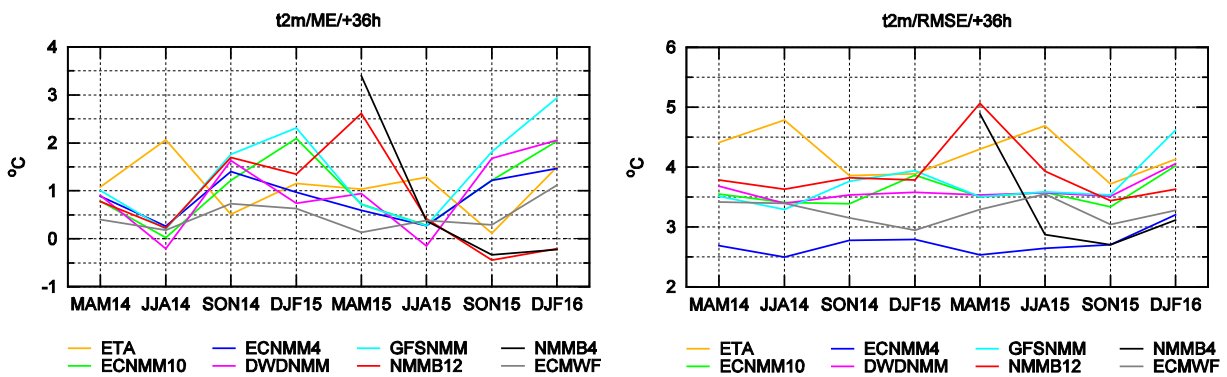 t2m/ME/+36h
4
3
2
1
0
-1
°C
MAM14 JJA14 SON14 DJF15 MAM15 JJA15 SON15 DJF16
ETA ECNMM4 GFSNMM NMMB4
ECNMM10 DWDNMM NMMB12 ECMWF
t2m/RMSE/+36h
6
5
4
3
2
°C
MAM14 JJA14 SON14 DJF15 MAM15 JJA15 SON15 DJF16
ETA ECNMM4 GFSNMM NMMB4
ECNMM10 DWDNMM NMMB12 ECMWF